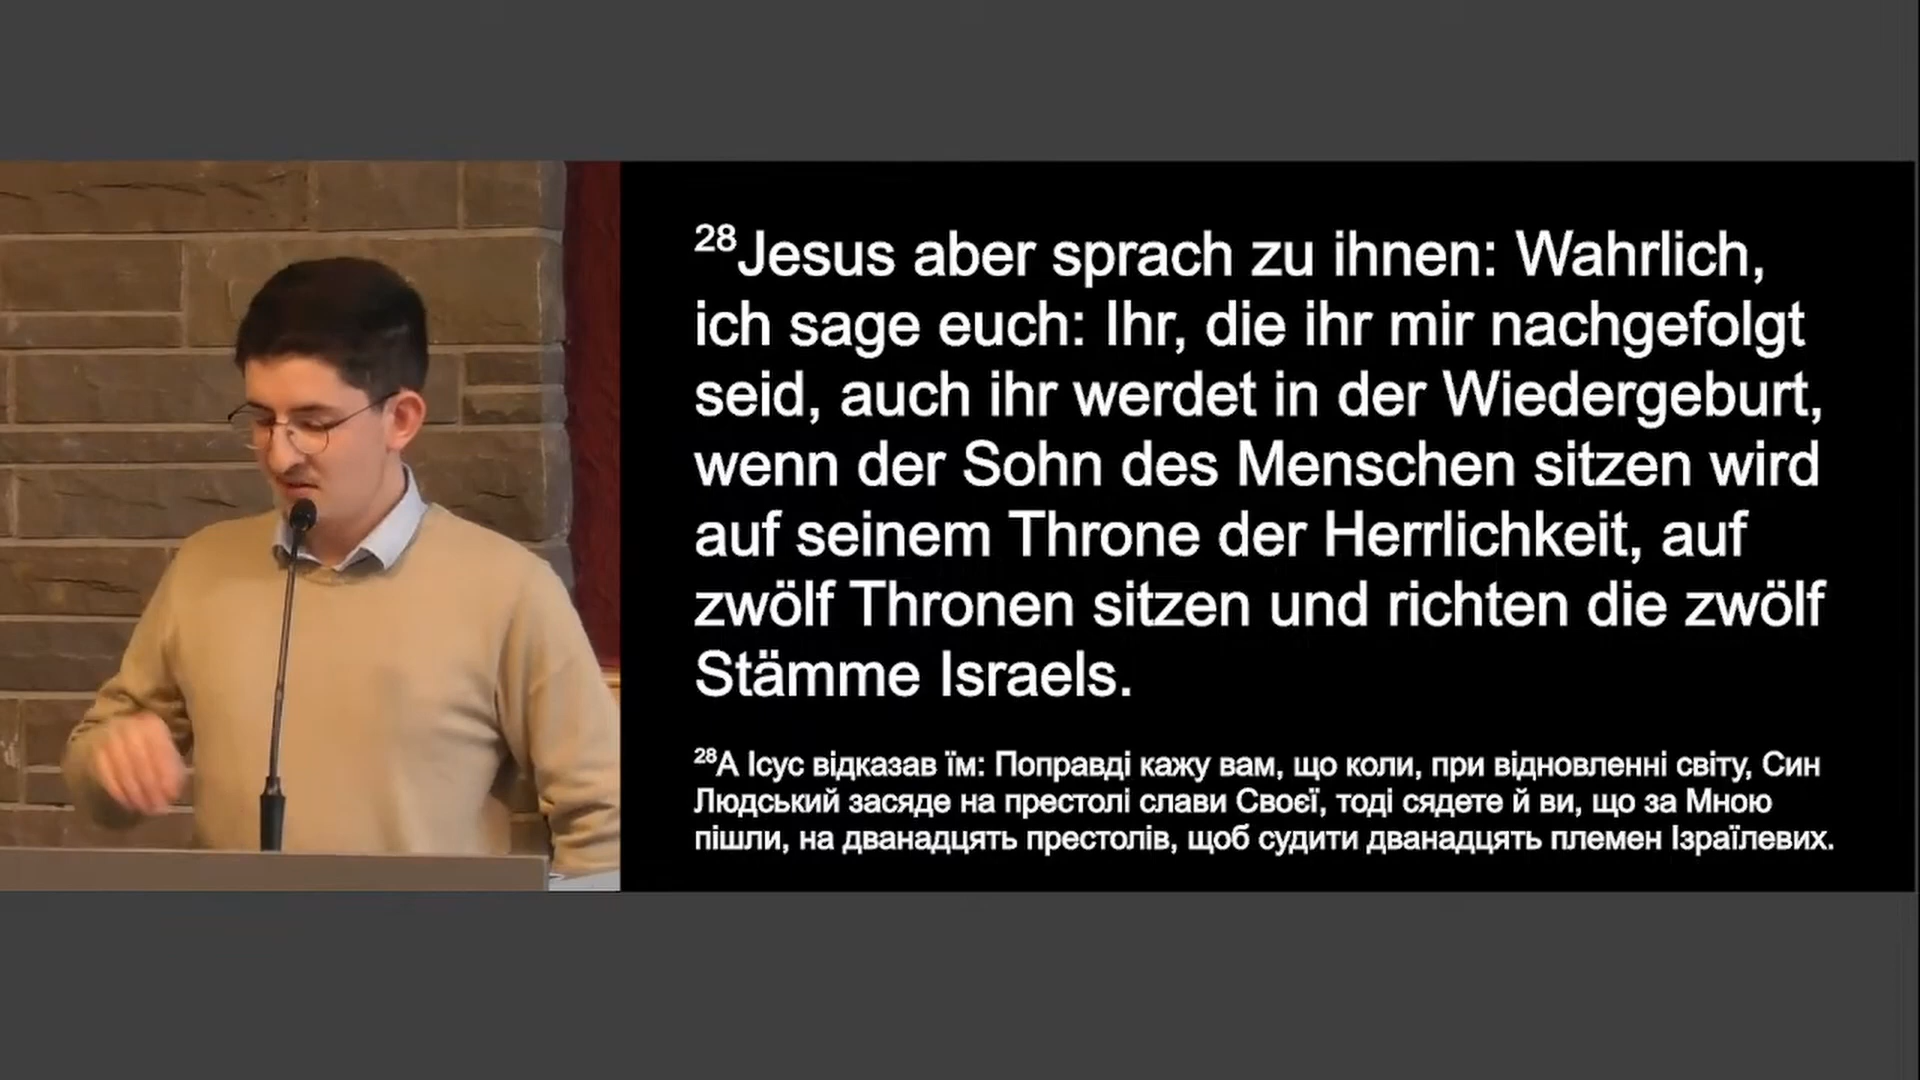 28Jesus aber sprach zu ihnen: Wahrlich,
ich sage euch: Ihr, die ihr mir nachgefolgt
seid, auch ihr werdet in der Wiedergeburt,
wenn der Sohn des Menschen sitzen wird
auf seinem Throne der Herrlichkeit, auf
zwölf Thronen sitzen und richten die zwölf
Stämme Israels.
28А Ісус відказав їм: Поправді кажу вам, що коли, при відновленні світу, Син
Людський засяде на престолі слави Своєї, тоді сядете й ви, що за Мною
пішли, на дванадцять престолів, щоб судити дванадцять племен Ізраїлевих.